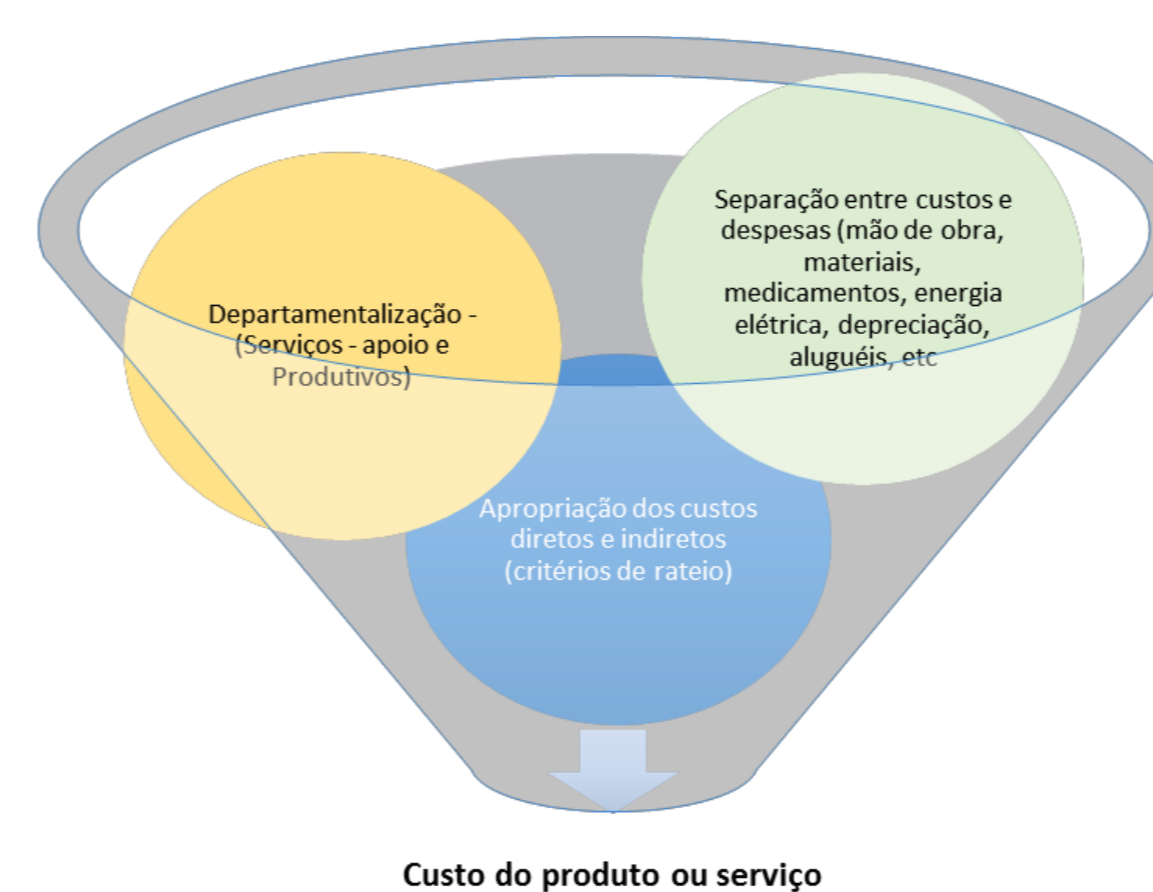 Departamentalização -
(Serviços - apoio e
Produtivos)
Separação entre custos e
despesas (mão de obra,
materiais,
medicamentos, energia
elétrica, depreciação,
aluguéis, etc
Apropriação dos custos
diretos e indiretos
(critérios de rateio)
Custo do produto ou serviço